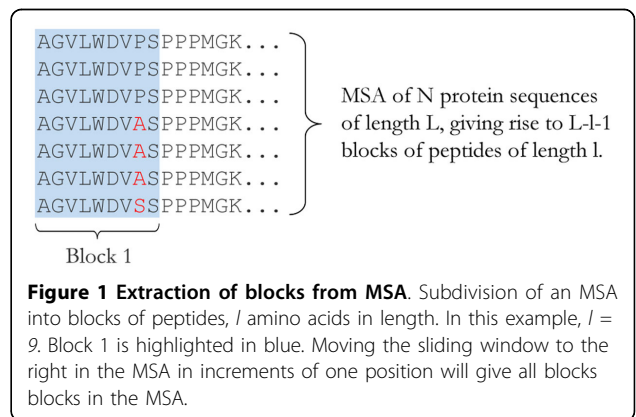 AGVLWDVPSPPPMGK...
AGVLWDVPSPPPMGK...
AGVLWDVPSPPPMGK...
AGVLWDVASPPPMGK...
AGVLWDVASPPPMGK...
AGVLWDVASPPPMGK...
AGVLWDVSSPPPMGK...
MSA of N protein sequences
of length L, giving rise to L-l-1
blocks of peptides of length l.
Block 1
Figure 1 Extraction of blocks from MSA. Subdivision of an MSA
into blocks of peptides, l amino acids in length. In this example, l =
9. Block 1 is highlighted in blue. Moving the sliding window to the
right in the MSA in increments of one position will give all blocks
blocks in the MSA.